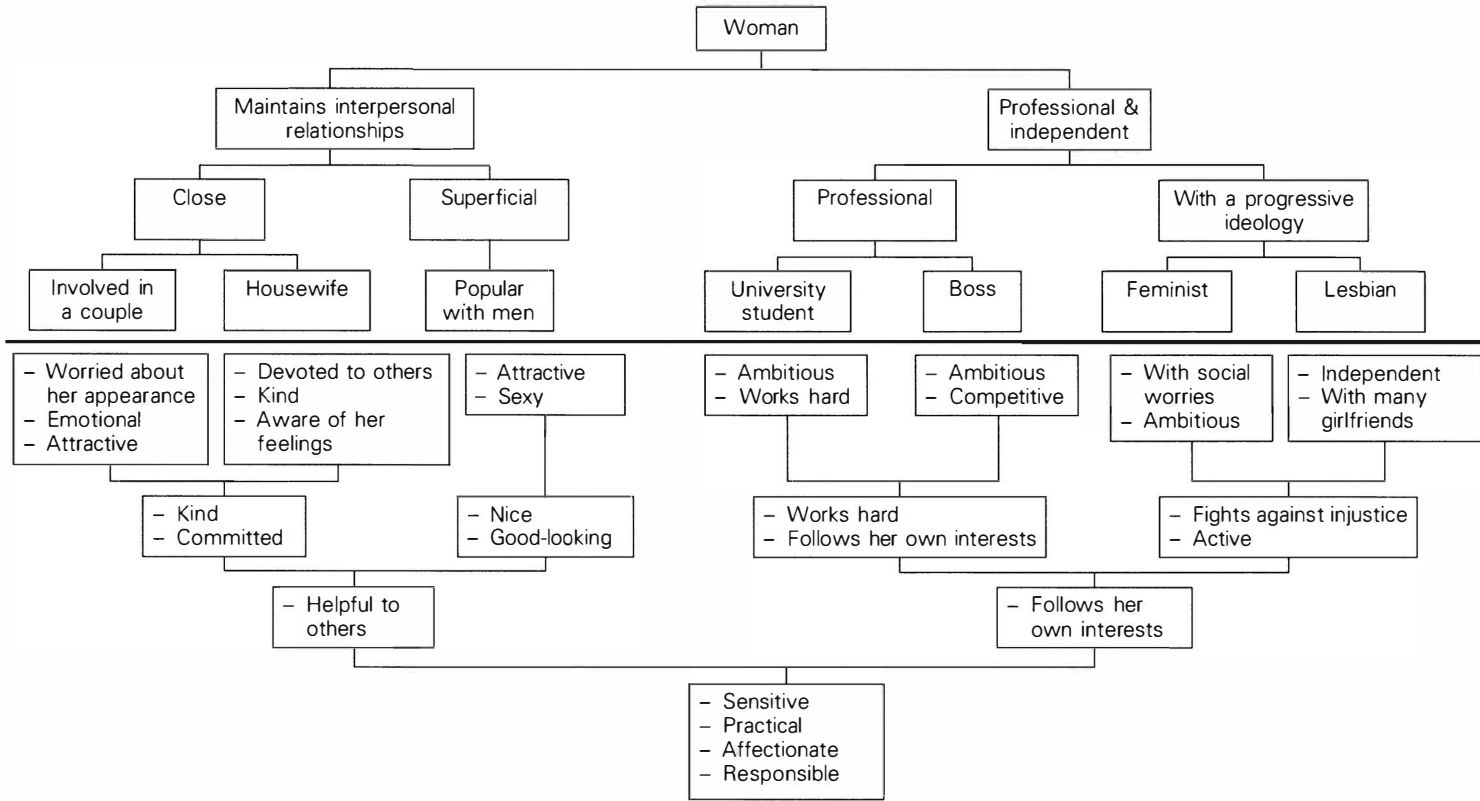 Woman
Maintains interpersonal
relationships
Professional &
independent
Close
Superficial
Professional
With a progressive
ideology
Involved in
a couple
Housewife
Popular
with men
University
student
Boss
Feminist
Lesbian
– Worried about
her appearance
– Emotional
– Attractive
– Devoted to others
– Kind
– Aware of her
feelings
– Attractive
– Sexy
– Ambitious
– Works hard
– Ambitious
– Competitive
– With social
worries
– Ambitious
– Independent
– With many
girlfriends
– Kind
– Committed
– Nice
– Good-looking
– Works hard
– Follows her own interests
– Fights against injustice
– Active
– Helpful to
others
– Follows her
own interests
– Sensitive
– Practical
– Affectionate
– Responsible